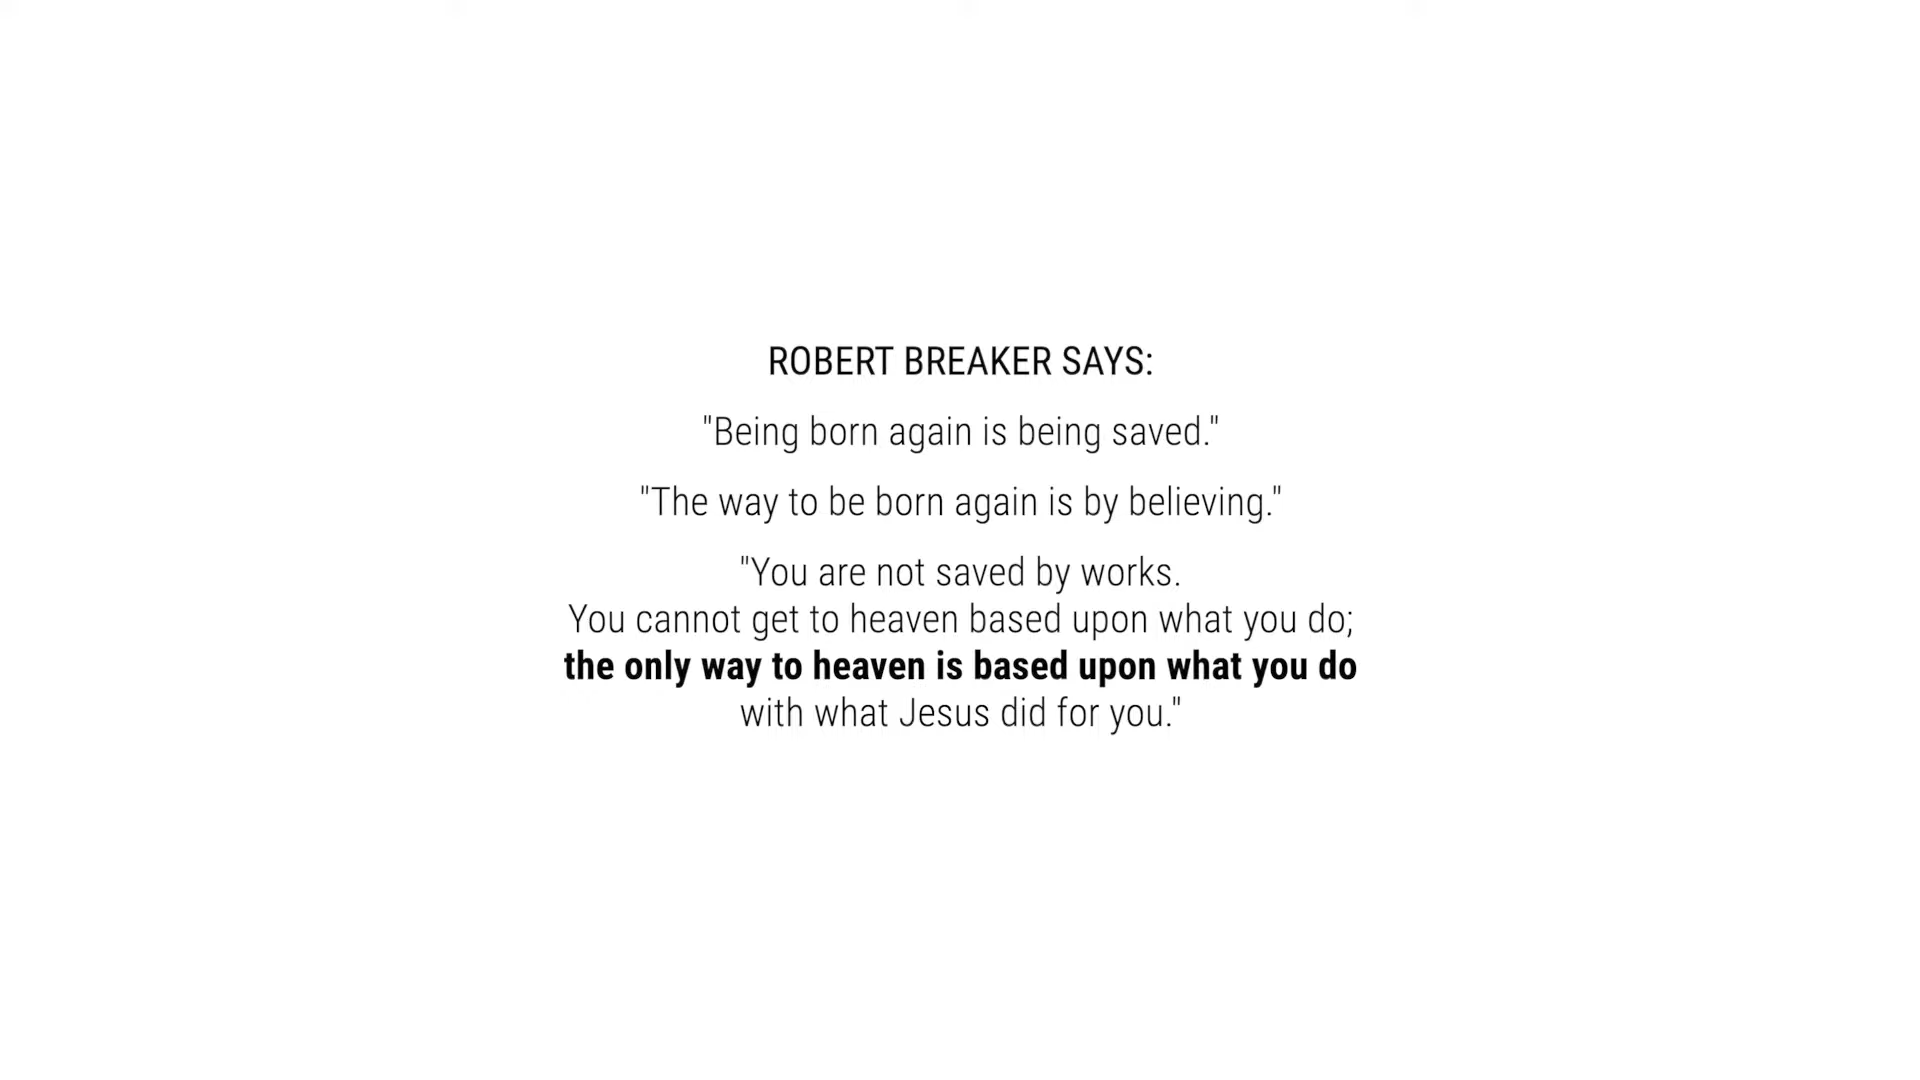 ROBERT BREAKER SAYS:
"Being born again is being saved."
"The way to be born again is by believing."
"You are not saved by works.
You cannot get to heaven based upon what you do;
the only way to heaven is based upon what you do
with what Jesus did for you."